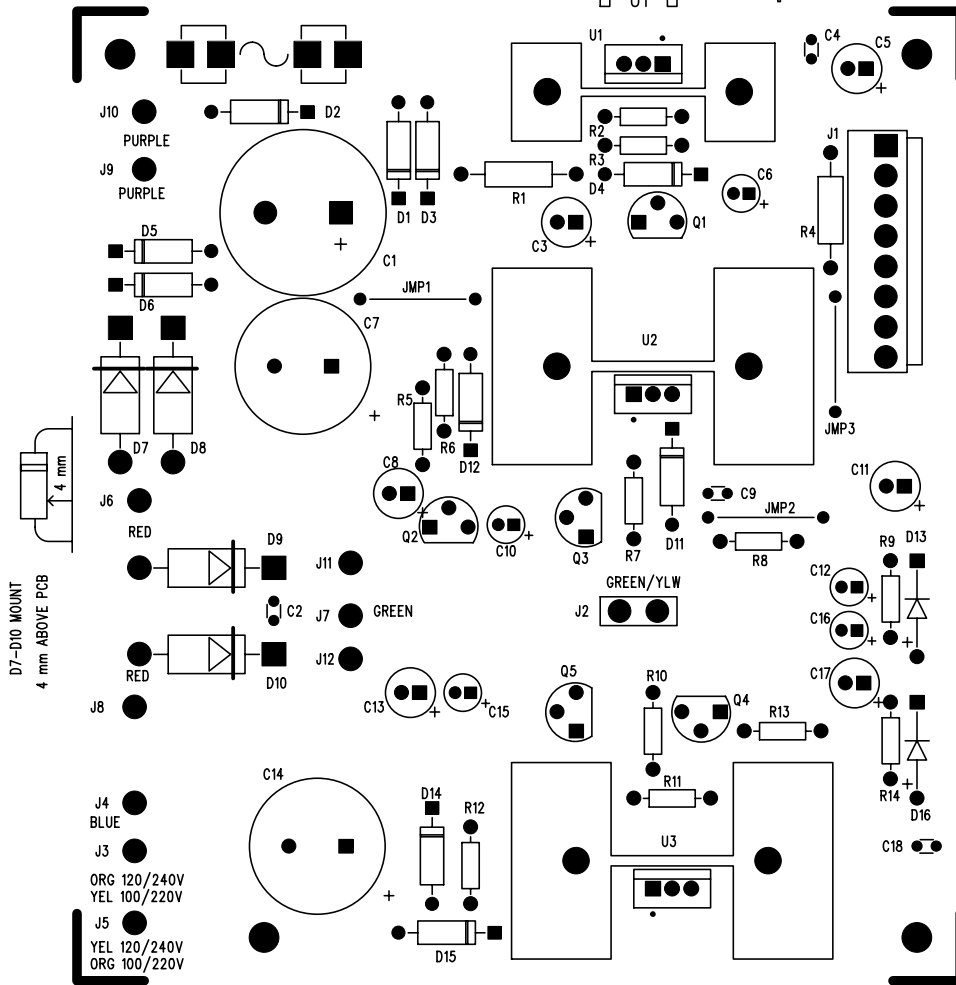 U1
U1
C4
C5
J10
D2
PURPLE
R2
J1
J9
R3
PURPLE
D4
C6
R1
D1
D3
R4
D5
C3
Q1
C1
D6
JMP1
C7
U2
R5
R6
JMP3
D7
D8
D12
4 mm
C8
C11
J6
C9
JMP2
RED
Q2
C10
Q3
R7
D11
R8
R9
D13
D9
J11
C12
GREEN/YLW
D7-D10 MOUNT
4 mm ABOVE PCB
C2
J7
GREEN
J2
C16
J12
RED
D10
Q5
R10
C17
J8
C13
C15
Q4
R13
C14
R11
R14
D14
R12
D16
J4
BLUE
U3
J3
C18
ORG 120/240V
YEL 100/220V
J5
YEL 120/240V
ORG 100/220V
D15